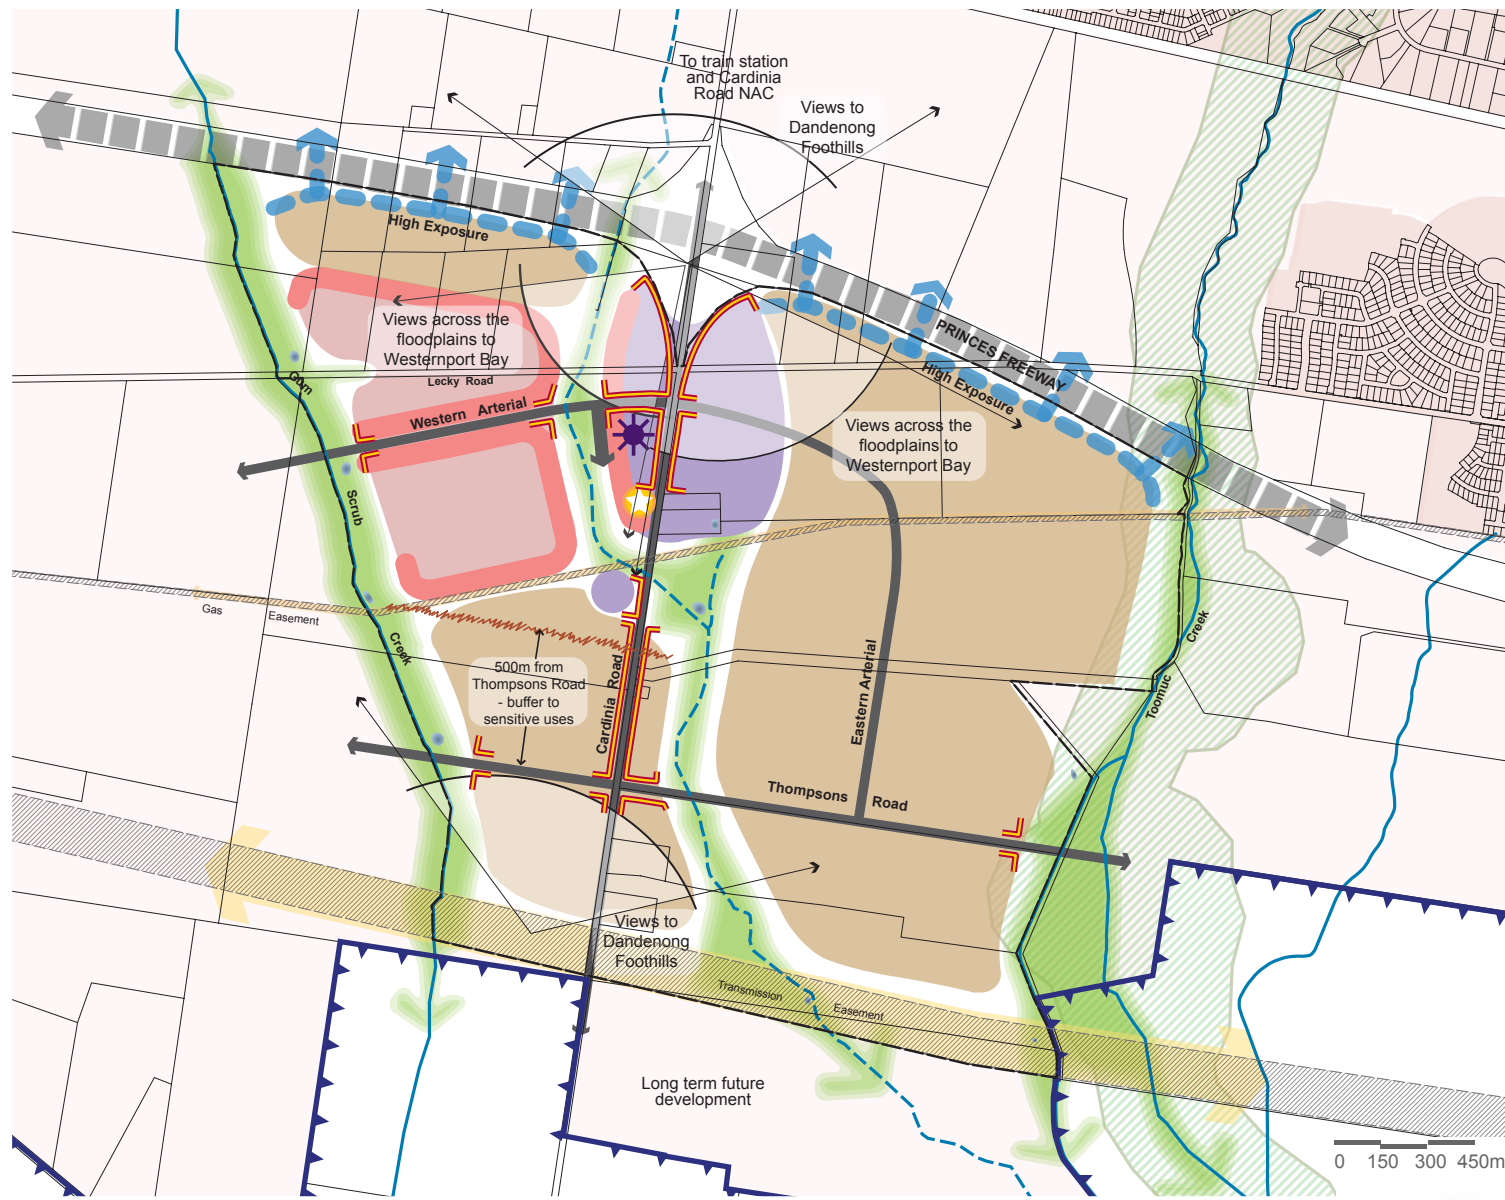 To train station
and Cardinia
Road NAC
Views to
Dandenong
Foothills
High Exposure
Views across the
floodplains to
Westernport Bay
PRINCES FREEWAY
High Exposure
Lecky Road
Western Arterial
Views across the
floodplains to
Westernport Bay
Gum
Scrub
Creek
Gas Easement
500m from
Thompsons Road
- buffer to
sensitive uses
Cardinia Road
Eastern Arterial
Toomuc Creek
Thompsons Road
Views to
Dandenong
Foothills
Transmission Easement
Long term future
development
0 150 300 450m